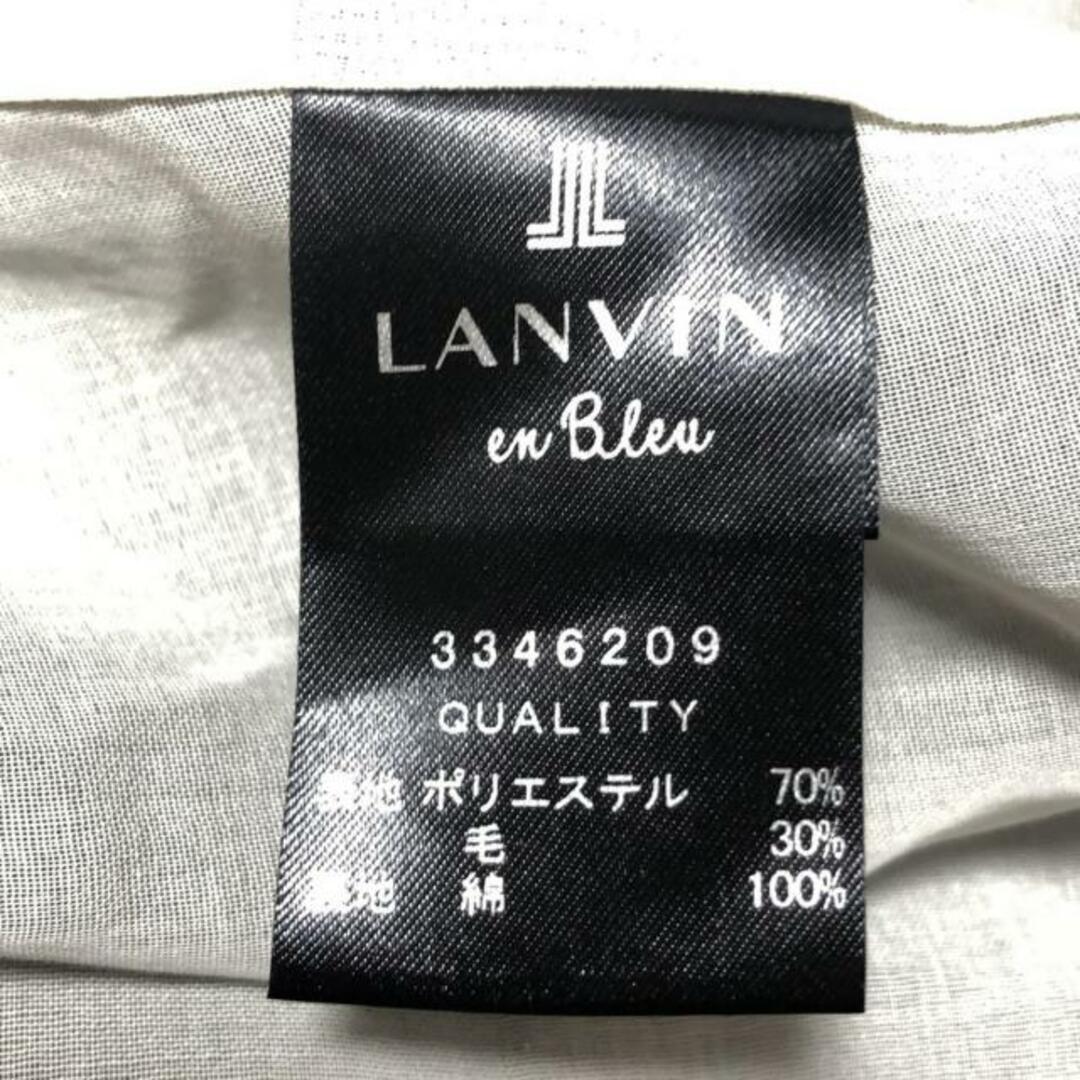 LANVIN
en Bleu
3346209
QUALITY
表地 ポリエステル 70%
毛 30%
裏地 綿 100%